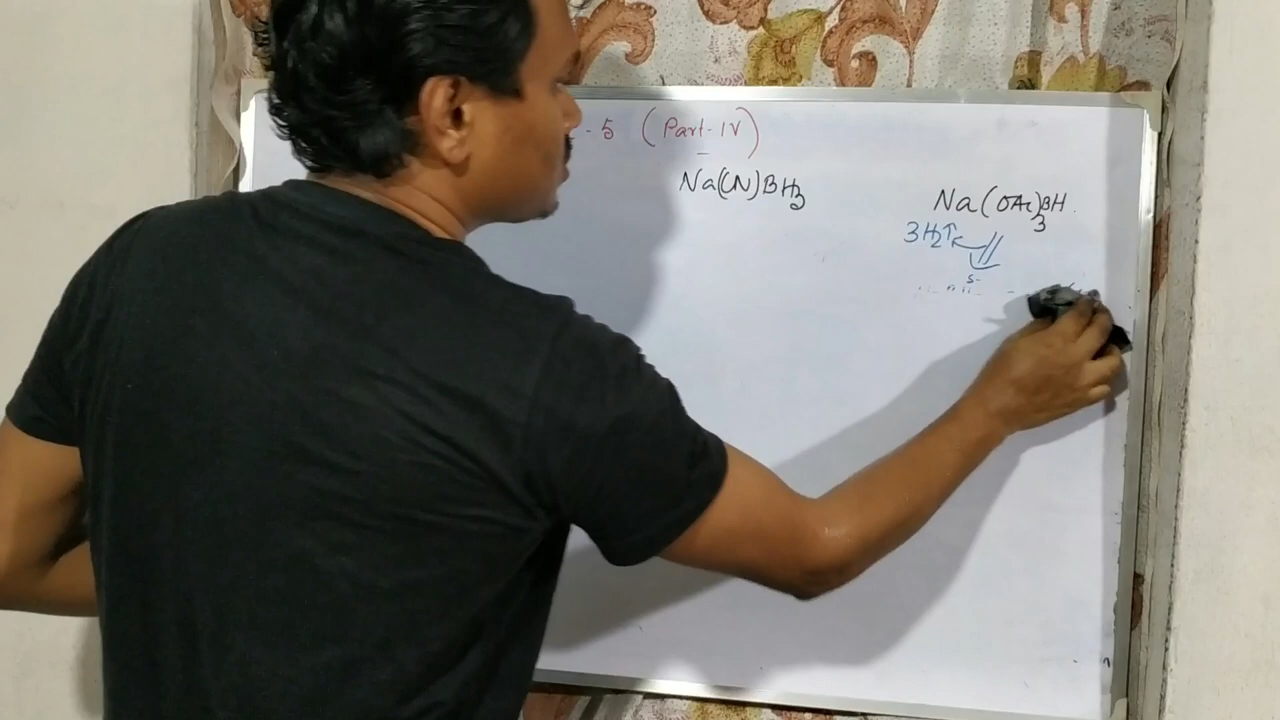 - 5 (Part-IV)
Na(CN)BH3
Na(OAc)3BH
3H2↑